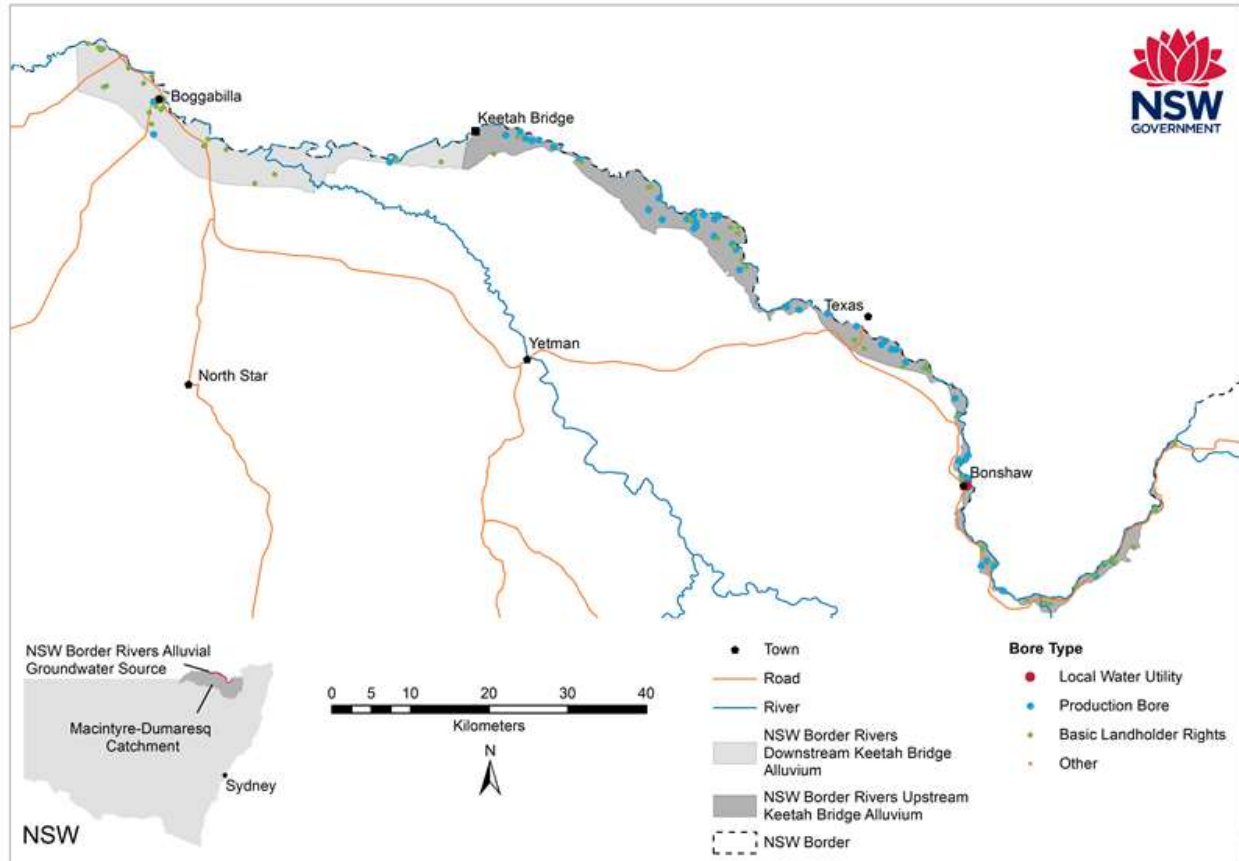 NSW
GOVERNMENT
Boggabilla
Keetah Bridge
Texas
Yetman
North Star
Bonshaw
NSW Border Rivers Alluvial
Groundwater Source
Macintyre-Dumaresq
Catchment
Sydney
NSW
0 5 10 20 30 40
Kilometers
N
Town
Road
River
NSW Border Rivers
Downstream Keetah Bridge
Alluvium
NSW Border Rivers Upstream
Keetah Bridge Alluvium
NSW Border
Bore Type
Local Water Utility
Production Bore
Basic Landholder Rights
Other